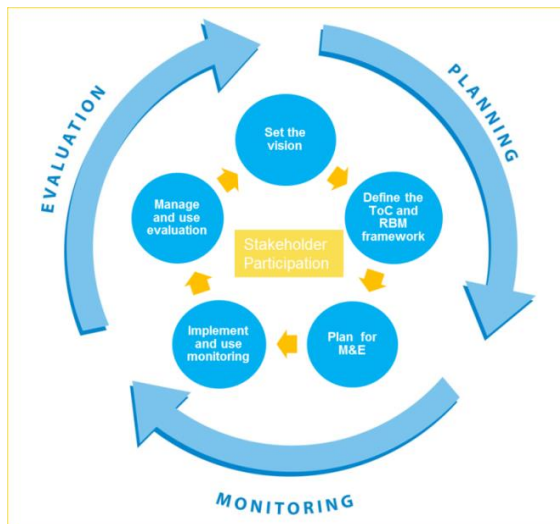 PLANNING
Set the
vision
Define the
ToC and
RBM
framework
Plan for
M&E
Implement
and use
monitoring
Manage
and use
evaluation
Stakeholder
Participation
MONITORING
EVALUATION